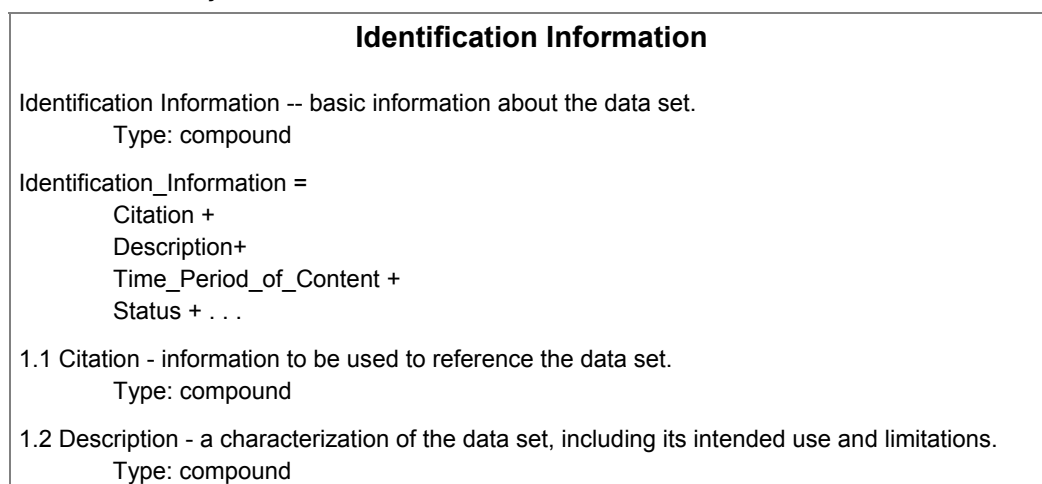 Identification Information
Identification Information -- basic information about the data set.
Type: compound
Identification_Information =
Citation +
Description+
Time_Period_of_Content +
Status + . . .
1.1 Citation - information to be used to reference the data set.
Type: compound
1.2 Description - a characterization of the data set, including its intended use and limitations.
Type: compound